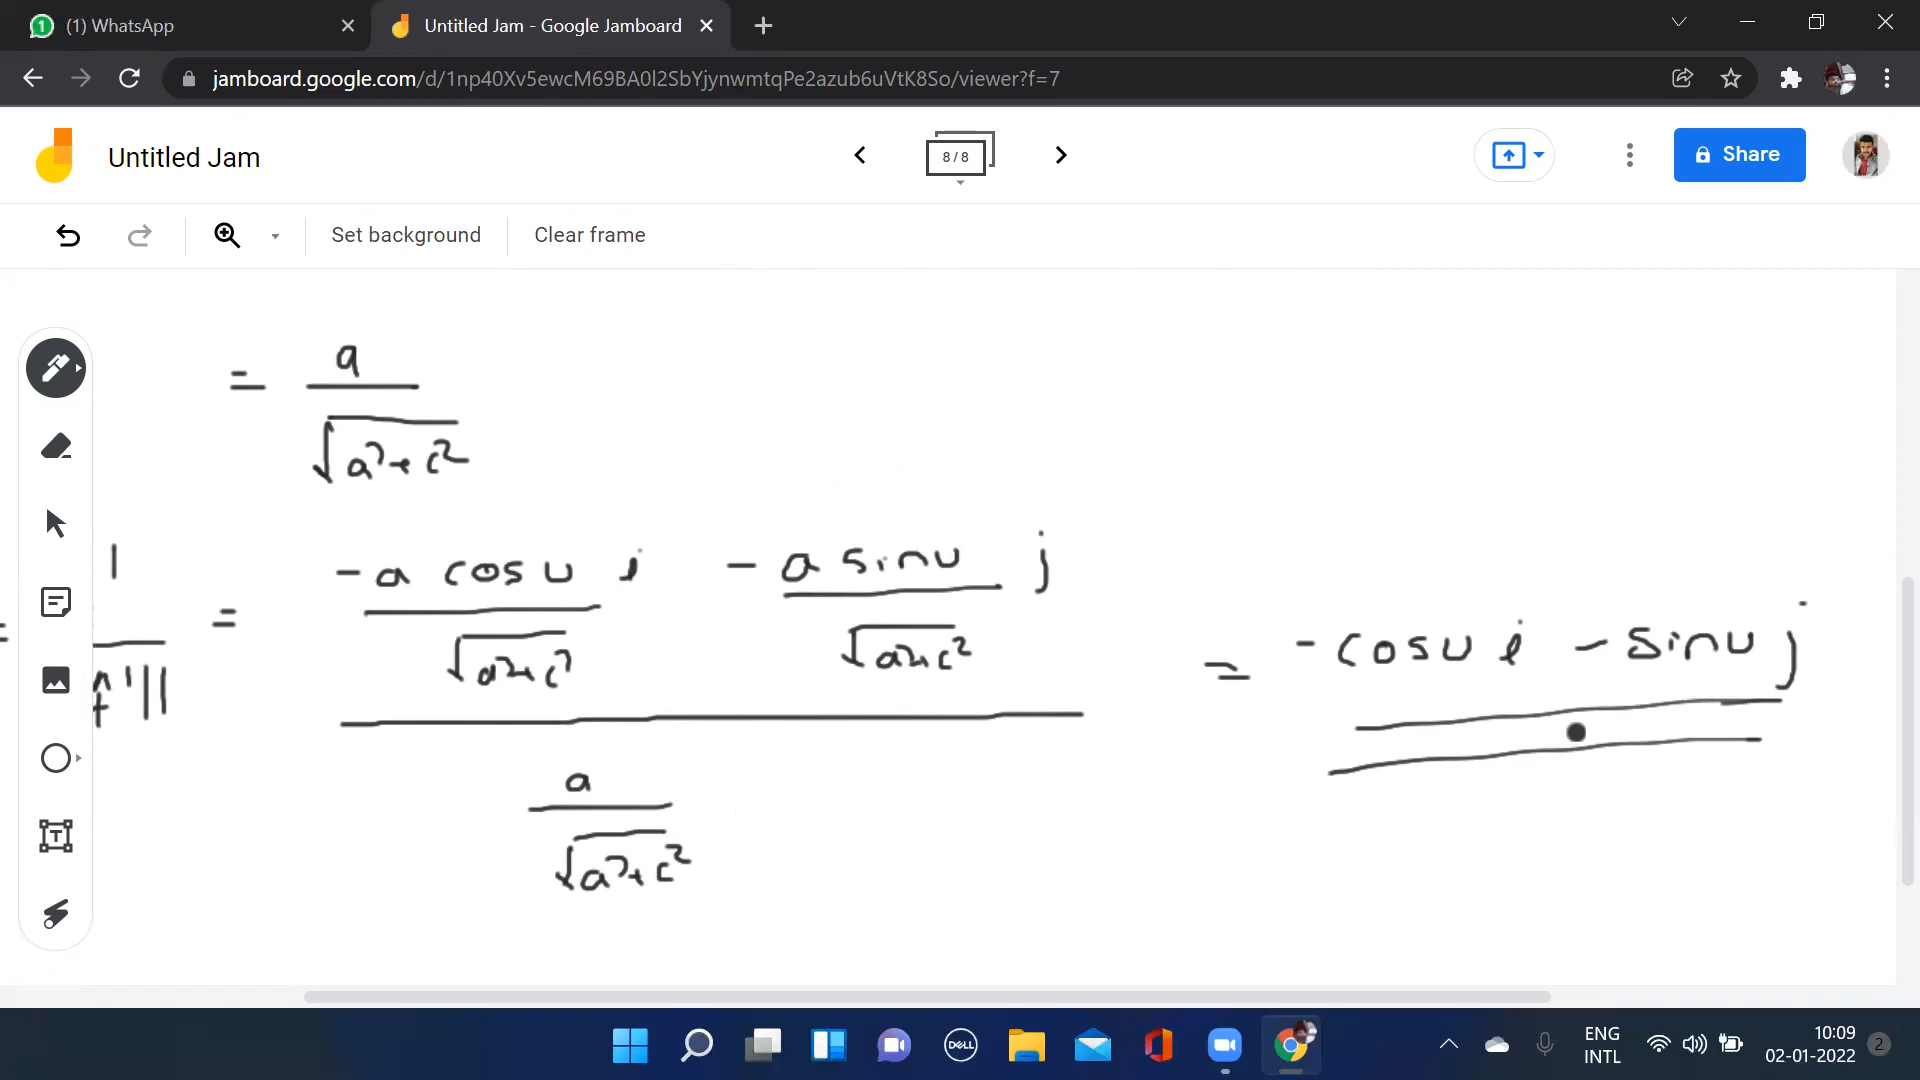 (1) WhatsApp
Untitled Jam - Google Jamboard
jamboard.google.com/d/1np40Xv5ewcM69BA0l2SbYjynwmtqPe2azub6uVtK8So/viewer?f=7
Untitled Jam
8 / 8
Share
Set background
Clear frame
= a
√a²+c²
- a cos u i - a sin u j
√a²+c² √a²+c²
=
= - cos u i - sin u j
a
√a²+c²
ENG
INTL
10:09
02-01-2022
2
DELL